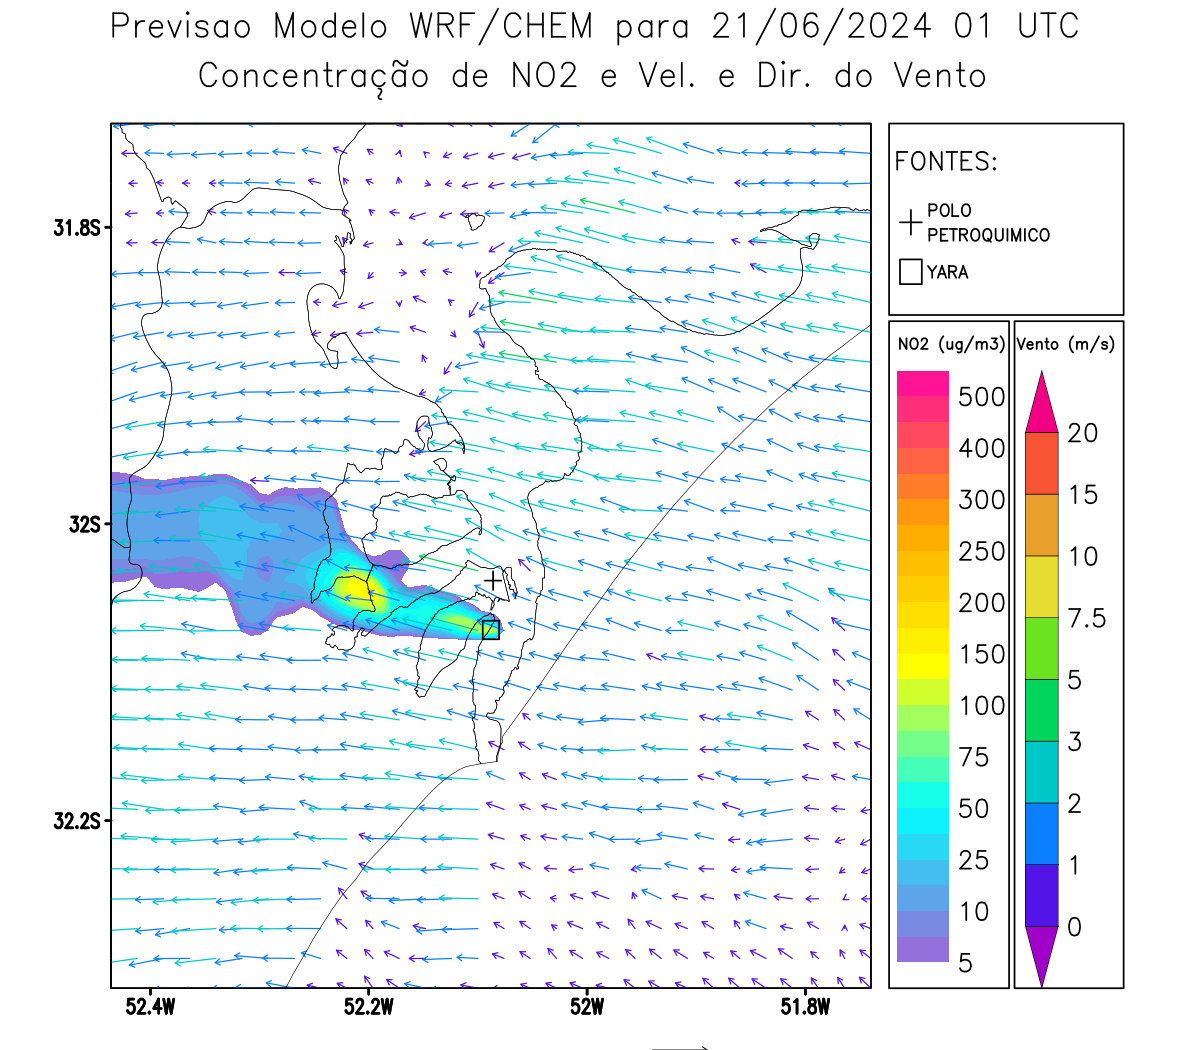 Previsao Modelo WRF/CHEM para 21/06/2024 01 UTC
Concentração de NO2 e Vel. e Dir. do Vento
FONTES:
POLO
PETROQUIMICO
YARA
NO2 (ug/m3)
500
400
300
250
200
150
100
75
50
25
10
5
Vento (m/s)
20
15
10
7.5
5
3
2
1
0
31.8S
32S
32.2S
52.4W
52.2W
52W
51.8W